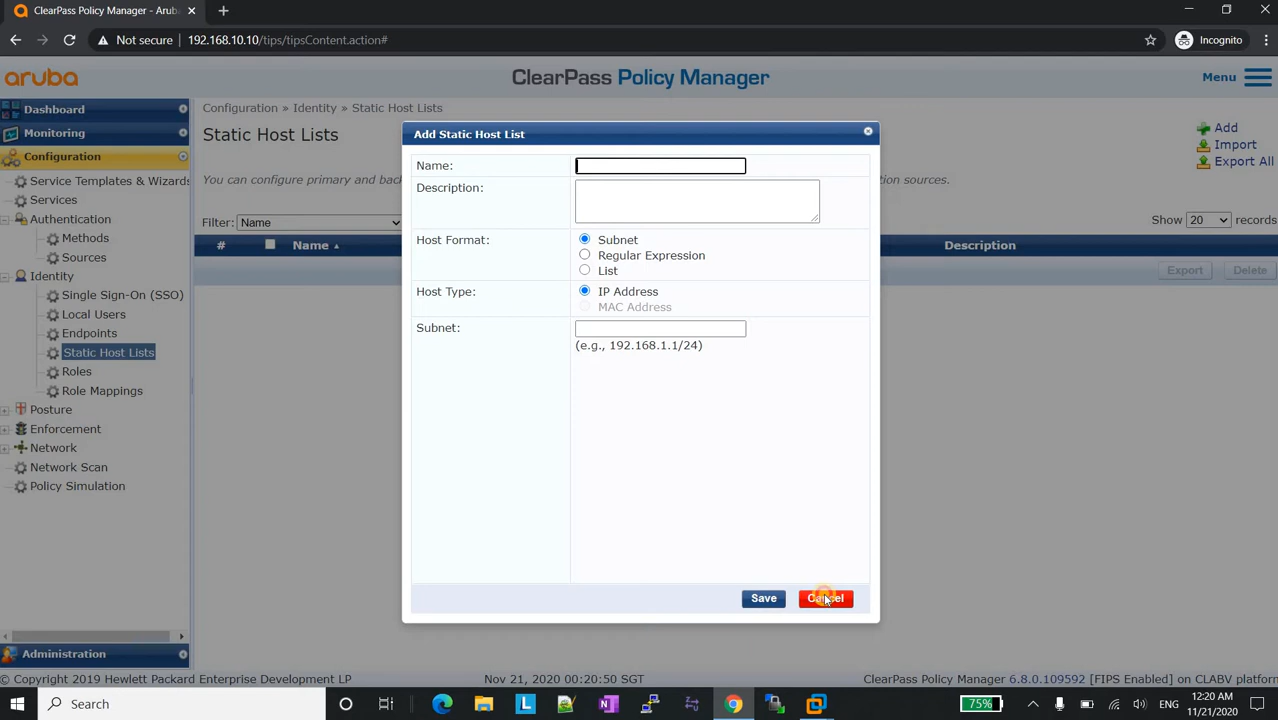 ClearPass Policy Manager - Aruba
Not secure
192.168.10.10/tips/tipsContent.action#
Incognito
aruba
ClearPass Policy Manager
Menu
Dashboard
Monitoring
Configuration
Service Templates & Wizards
Services
Authentication
Methods
Sources
Identity
Single Sign-On (SSO)
Local Users
Endpoints
Static Host Lists
Roles
Role Mappings
Posture
Enforcement
Network
Network Scan
Policy Simulation
Administration
Configuration » Identity » Static Host Lists
Static Host Lists
Add
Import
Export All
You can configure primary and back
ion sources.
Filter: Name
Show 20 records
# Name Description
Export Delete
Add Static Host List
Name:
Description:
Host Format:
Subnet
Regular Expression
List
Host Type:
IP Address
MAC Address
Subnet:
(e.g., 192.168.1.1/24)
Save
Cancel
© Copyright 2019 Hewlett Packard Enterprise Development LP
Nov 21, 2020 00:20:50 SGT
ClearPass Policy Manager 6.8.0.109592 [FIPS Enabled] on CLABV platform
Search
75%
ENG
12:20 AM
11/21/2020